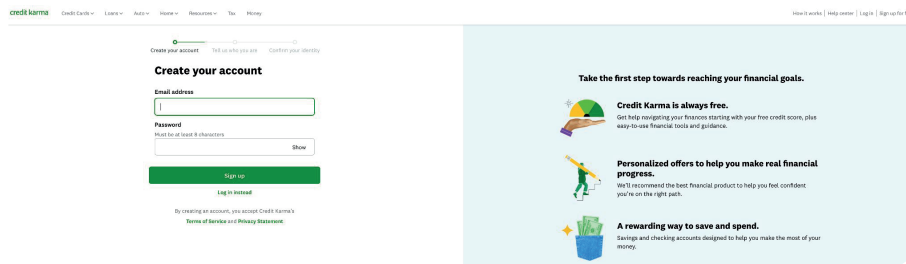 credit karma Credit Cards Loans Auto Home Resources Tax Money How it works | Help center | Log in | Sign up for
Create your account Tell us who you are Confirm your identity
Create your account
Email address
Password
Must be at least 8 characters
Show
Sign up
Log in instead
By creating an account, you accept Credit Karma's
Terms of Service and Privacy Statement
Take the first step towards reaching your financial goals.
Credit Karma is always free.
Get help navigating your finances starting with your free credit score, plus
easy-to-use financial tools and guidance.
Personalized offers to help you make real financial
progress.
We'll recommend the best financial product to help you feel confident
you're on the right path.
A rewarding way to save and spend.
Savings and checking accounts designed to help you make the most of your
money.